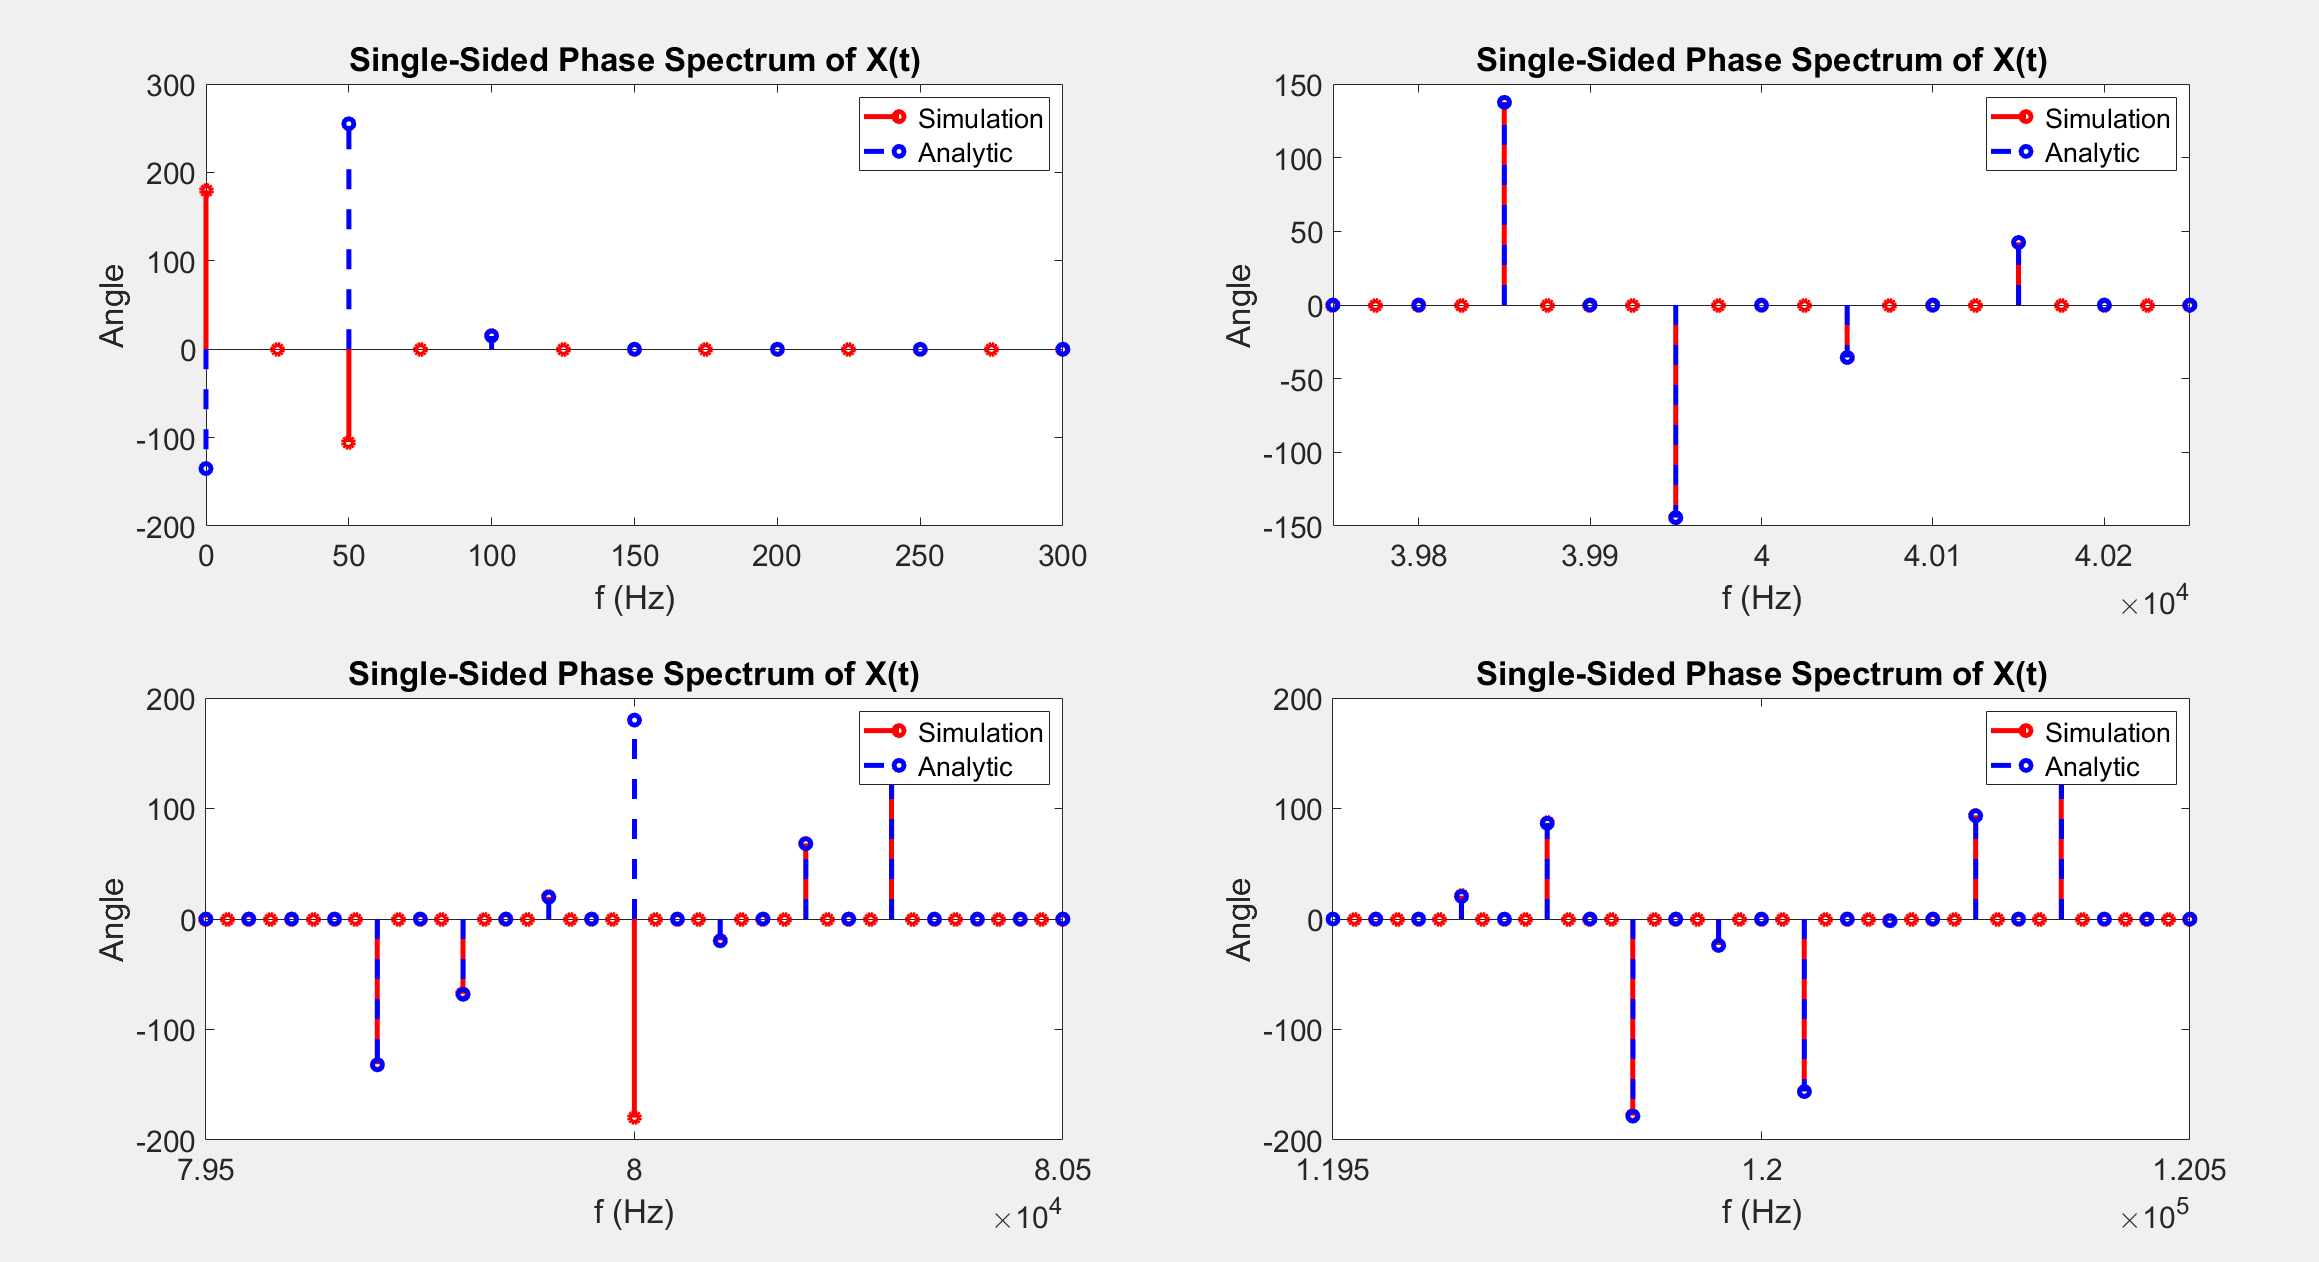 Single-Sided Phase Spectrum of X(t)
300
200
100
0
-100
-200
Angle
Simulation
Analytic
0 50 100 150 200 250 300
f (Hz)
Single-Sided Phase Spectrum of X(t)
150
100
50
0
-50
-100
-150
Angle
Simulation
Analytic
3.98 3.99 4 4.01 4.02
f (Hz)
×10^4
Single-Sided Phase Spectrum of X(t)
200
100
0
-100
-200
Angle
Simulation
Analytic
7.95 8 8.05
f (Hz)
×10^4
Single-Sided Phase Spectrum of X(t)
200
100
0
-100
-200
Angle
Simulation
Analytic
1.195 1.2 1.205
f (Hz)
×10^5